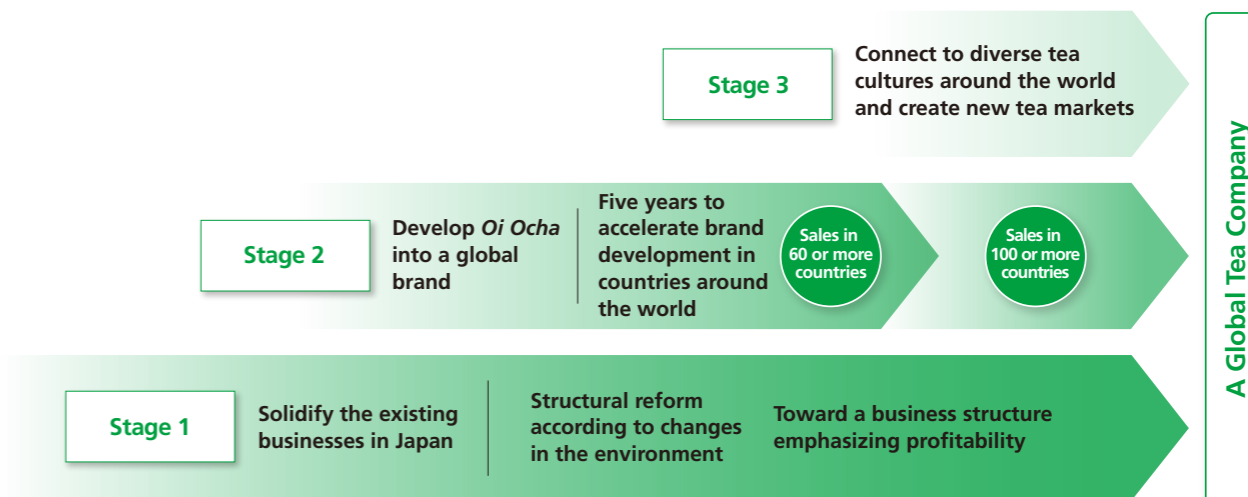 Stage 3
Connect to diverse tea
cultures around the world
and create new tea markets
Stage 2
Develop Oi Ocha
into a global
brand
Five years to
accelerate brand
development in
countries around
the world
Sales in
60 or more
countries
Sales in
100 or more
countries
Stage 1
Solidify the existing
businesses in Japan
Structural reform
according to changes
in the environment
Toward a business structure
emphasizing profitability
A Global Tea Company